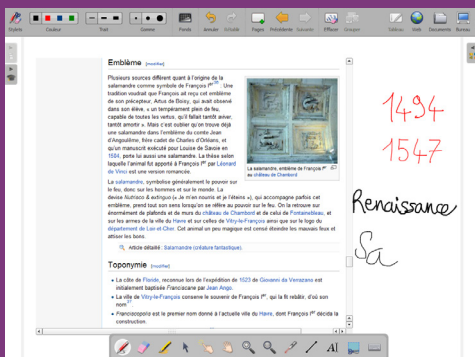 Stylos
Couleur
Trait
Gomme
Fonds
Annuler
Refaire
Pages
Précédente
Suivante
Effacer
Groupes
Tableau
Web
Documents
Bureau
Emblème [modifier]
Plusieurs sources diffèrent quant à l'origine de la
salamandre comme symbole de François Ier. Une
tradition voudrait que François ait reçu cet emblème
de son précepteur, Artus de Boisy, qui avait observé
dans son élève, « un tempérament plein de feu,
capable de toutes les vertus, qu'il fallait tantôt aviver,
tantôt amortir ». Mais c'est oublier qu'on trouve déjà
une salamandre dans l'emblème du comte Jean
d'Angoulême, frère cadet de Charles d'Orléans, et
qu'un manuscrit exécuté pour Louise de Savoie en
1504, porte lui aussi une salamandre. La thèse selon
laquelle l'animal fut apporté à François Ier par Léonard
de Vinci est une version romancée.
La salamandre, emblème de François Ier
au château de Chambord
La salamandre, symbolise généralement le pouvoir sur
le feu, donc sur les hommes et sur le monde. La
devise Nutrisco & extinguo (« Je m'en nourris et je l'éteins »), qui accompagne parfois cet
emblème, prend tout son sens lorsqu'on se réfère au pouvoir sur le feu. On la retrouve sur
énormément de plafonds et de murs du château de Chambord et de celui de Fontainebleau, et
sur les armes de la ville du Havre et sur celles de Vitry-le-François ainsi que sur le logo du
département de Loir-et-Cher. Cet animal un peu magique est censé éteindre les mauvais feux et
attiser les bons.
Article détaillé : Salamandre (créature fantastique).
Toponymie [modifier]
La côte de Floride, reconnue lors de l'expédition de 1523 de Giovanni da Verrazano est
initialement baptisée Franciscane par Jean Ango.
La ville de Vitry-le-François conserve le souvenir de François Ier, qui la fit rebâtir, d'où son
nom
Franciscopolis est le premier nom donné à l'actuelle ville du Havre, dont François Ier décida la
construction.
1494
1547
Renaissance
Sa
AI